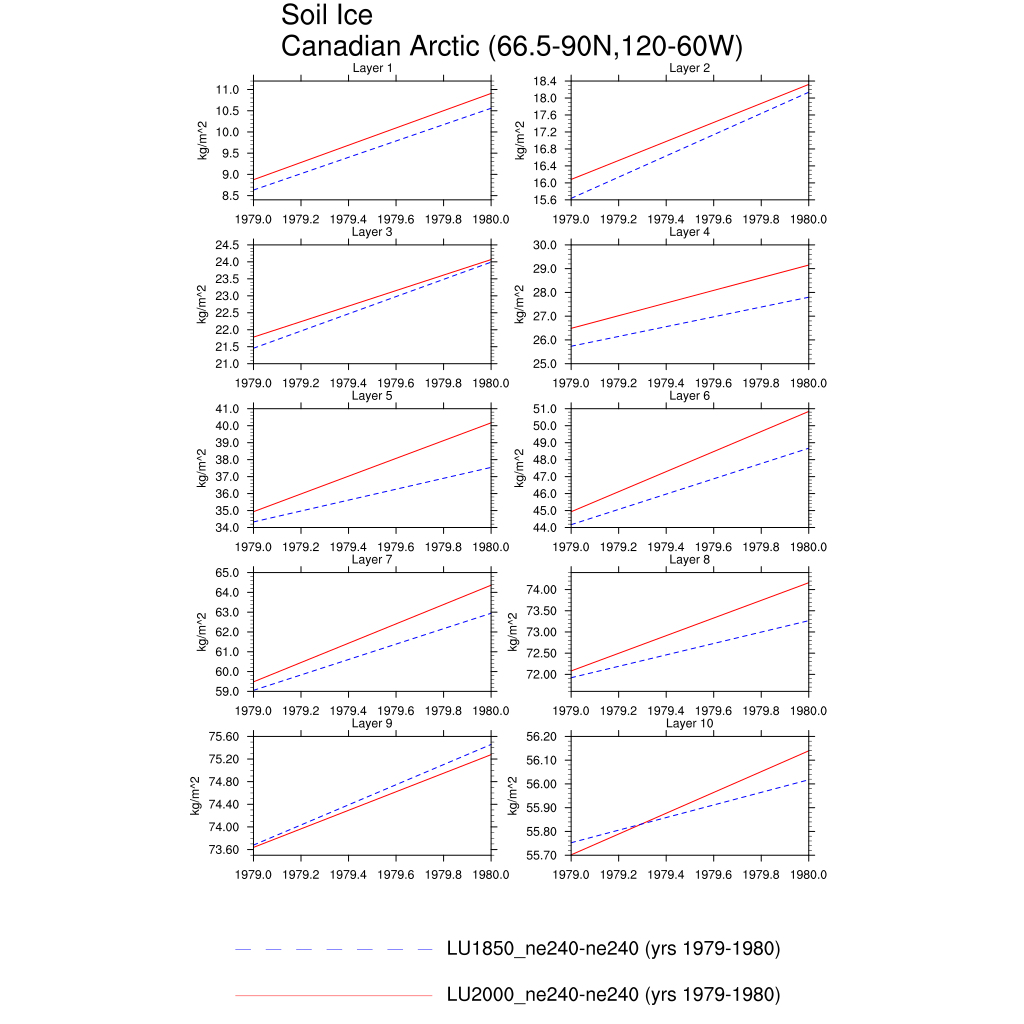 Soil Ice
Canadian Arctic (66.5-90N,120-60W)
Layer 1
kg/m^2
11.0
10.5
10.0
9.5
9.0
8.5
1979.0 1979.2 1979.4 1979.6 1979.8 1980.0
Layer 2
kg/m^2
18.4
18.0
17.6
17.2
16.8
16.4
16.0
15.6
1979.0 1979.2 1979.4 1979.6 1979.8 1980.0
Layer 3
kg/m^2
24.5
24.0
23.5
23.0
22.5
22.0
21.5
21.0
1979.0 1979.2 1979.4 1979.6 1979.8 1980.0
Layer 4
kg/m^2
30.0
29.0
28.0
27.0
26.0
25.0
1979.0 1979.2 1979.4 1979.6 1979.8 1980.0
Layer 5
kg/m^2
41.0
40.0
39.0
38.0
37.0
36.0
35.0
34.0
1979.0 1979.2 1979.4 1979.6 1979.8 1980.0
Layer 6
kg/m^2
51.0
50.0
49.0
48.0
47.0
46.0
45.0
44.0
1979.0 1979.2 1979.4 1979.6 1979.8 1980.0
Layer 7
kg/m^2
65.0
64.0
63.0
62.0
61.0
60.0
59.0
1979.0 1979.2 1979.4 1979.6 1979.8 1980.0
Layer 8
kg/m^2
74.00
73.50
73.00
72.50
72.00
1979.0 1979.2 1979.4 1979.6 1979.8 1980.0
Layer 9
kg/m^2
75.60
75.20
74.80
74.40
74.00
73.60
1979.0 1979.2 1979.4 1979.6 1979.8 1980.0
Layer 10
kg/m^2
56.20
56.10
56.00
55.90
55.80
55.70
1979.0 1979.2 1979.4 1979.6 1979.8 1980.0
LU1850_ne240-ne240 (yrs 1979-1980)
LU2000_ne240-ne240 (yrs 1979-1980)